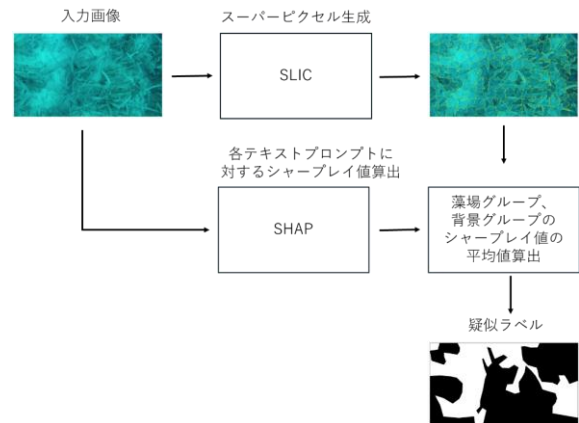 入力画像
スーパーピクセル生成
SLIC
各テキストプロンプトに
対するシャープレイ値算出
SHAP
藻場グループ、
背景グループの
シャープレイ値の
平均値算出
疑似ラベル